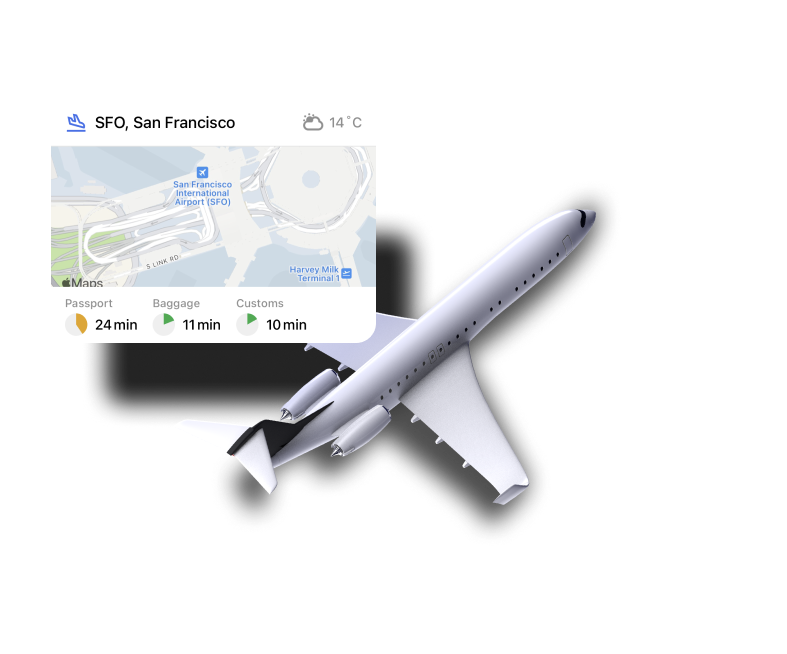 SFO, San Francisco
14°C
San Francisco
International
Airport (SFO)
S LINK RD
Harvey Milk
Terminal 1
Maps
Passport
Baggage
Customs
24 min
11 min
10 min